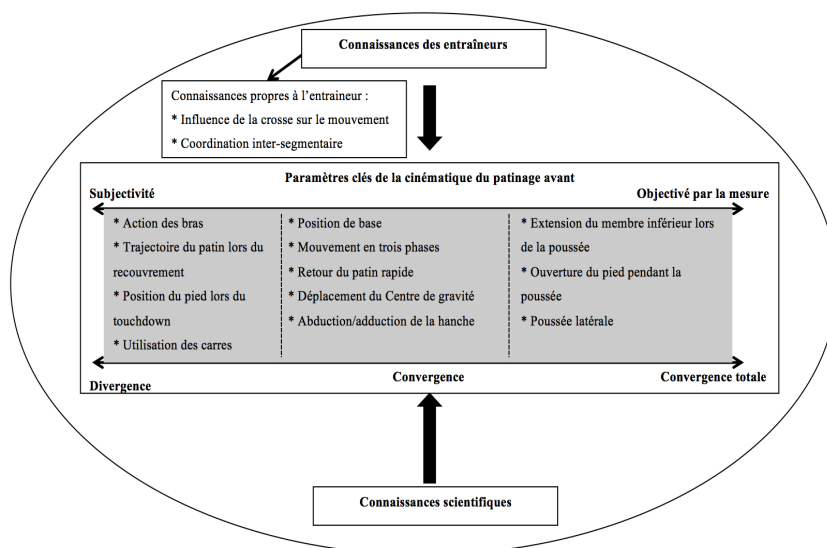 Connaissances des entraîneurs
Connaissances propres à l'entraineur :
* Influence de la crosse sur le mouvement
* Coordination inter-segmentaire
Paramètres clés de la cinématique du patinage avant
Subjectivité
Objectivé par la mesure
* Action des bras
* Trajectoire du patin lors du
recouvrement
* Position du pied lors du
touchdown
* Utilisation des carres
* Position de base
* Mouvement en trois phases
* Retour du patin rapide
* Déplacement du Centre de gravité
* Abduction/adduction de la hanche
* Extension du membre inférieur lors
de la poussée
* Ouverture du pied pendant la
poussée
* Poussée latérale
Divergence
Convergence
Convergence totale
Connaissances scientifiques